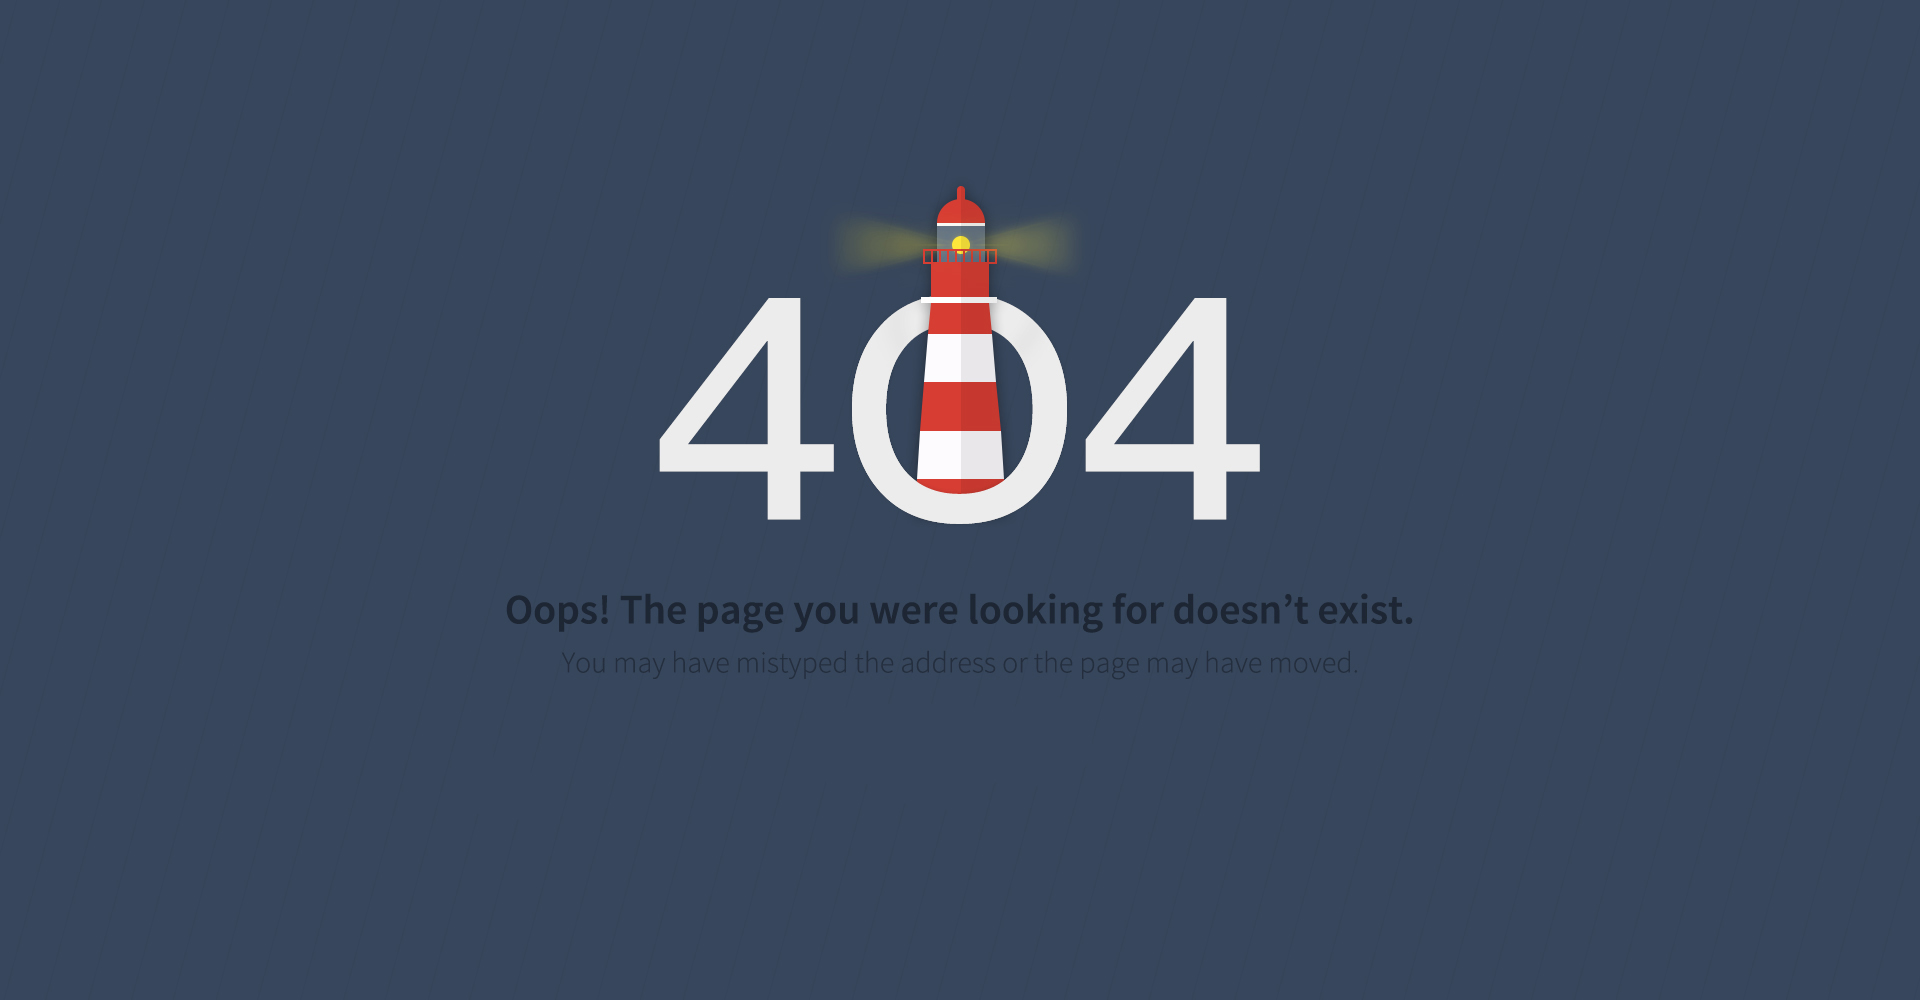 404
Oops! The page you were looking for doesn’t exist.
You may have mistyped the address or the page may have moved.